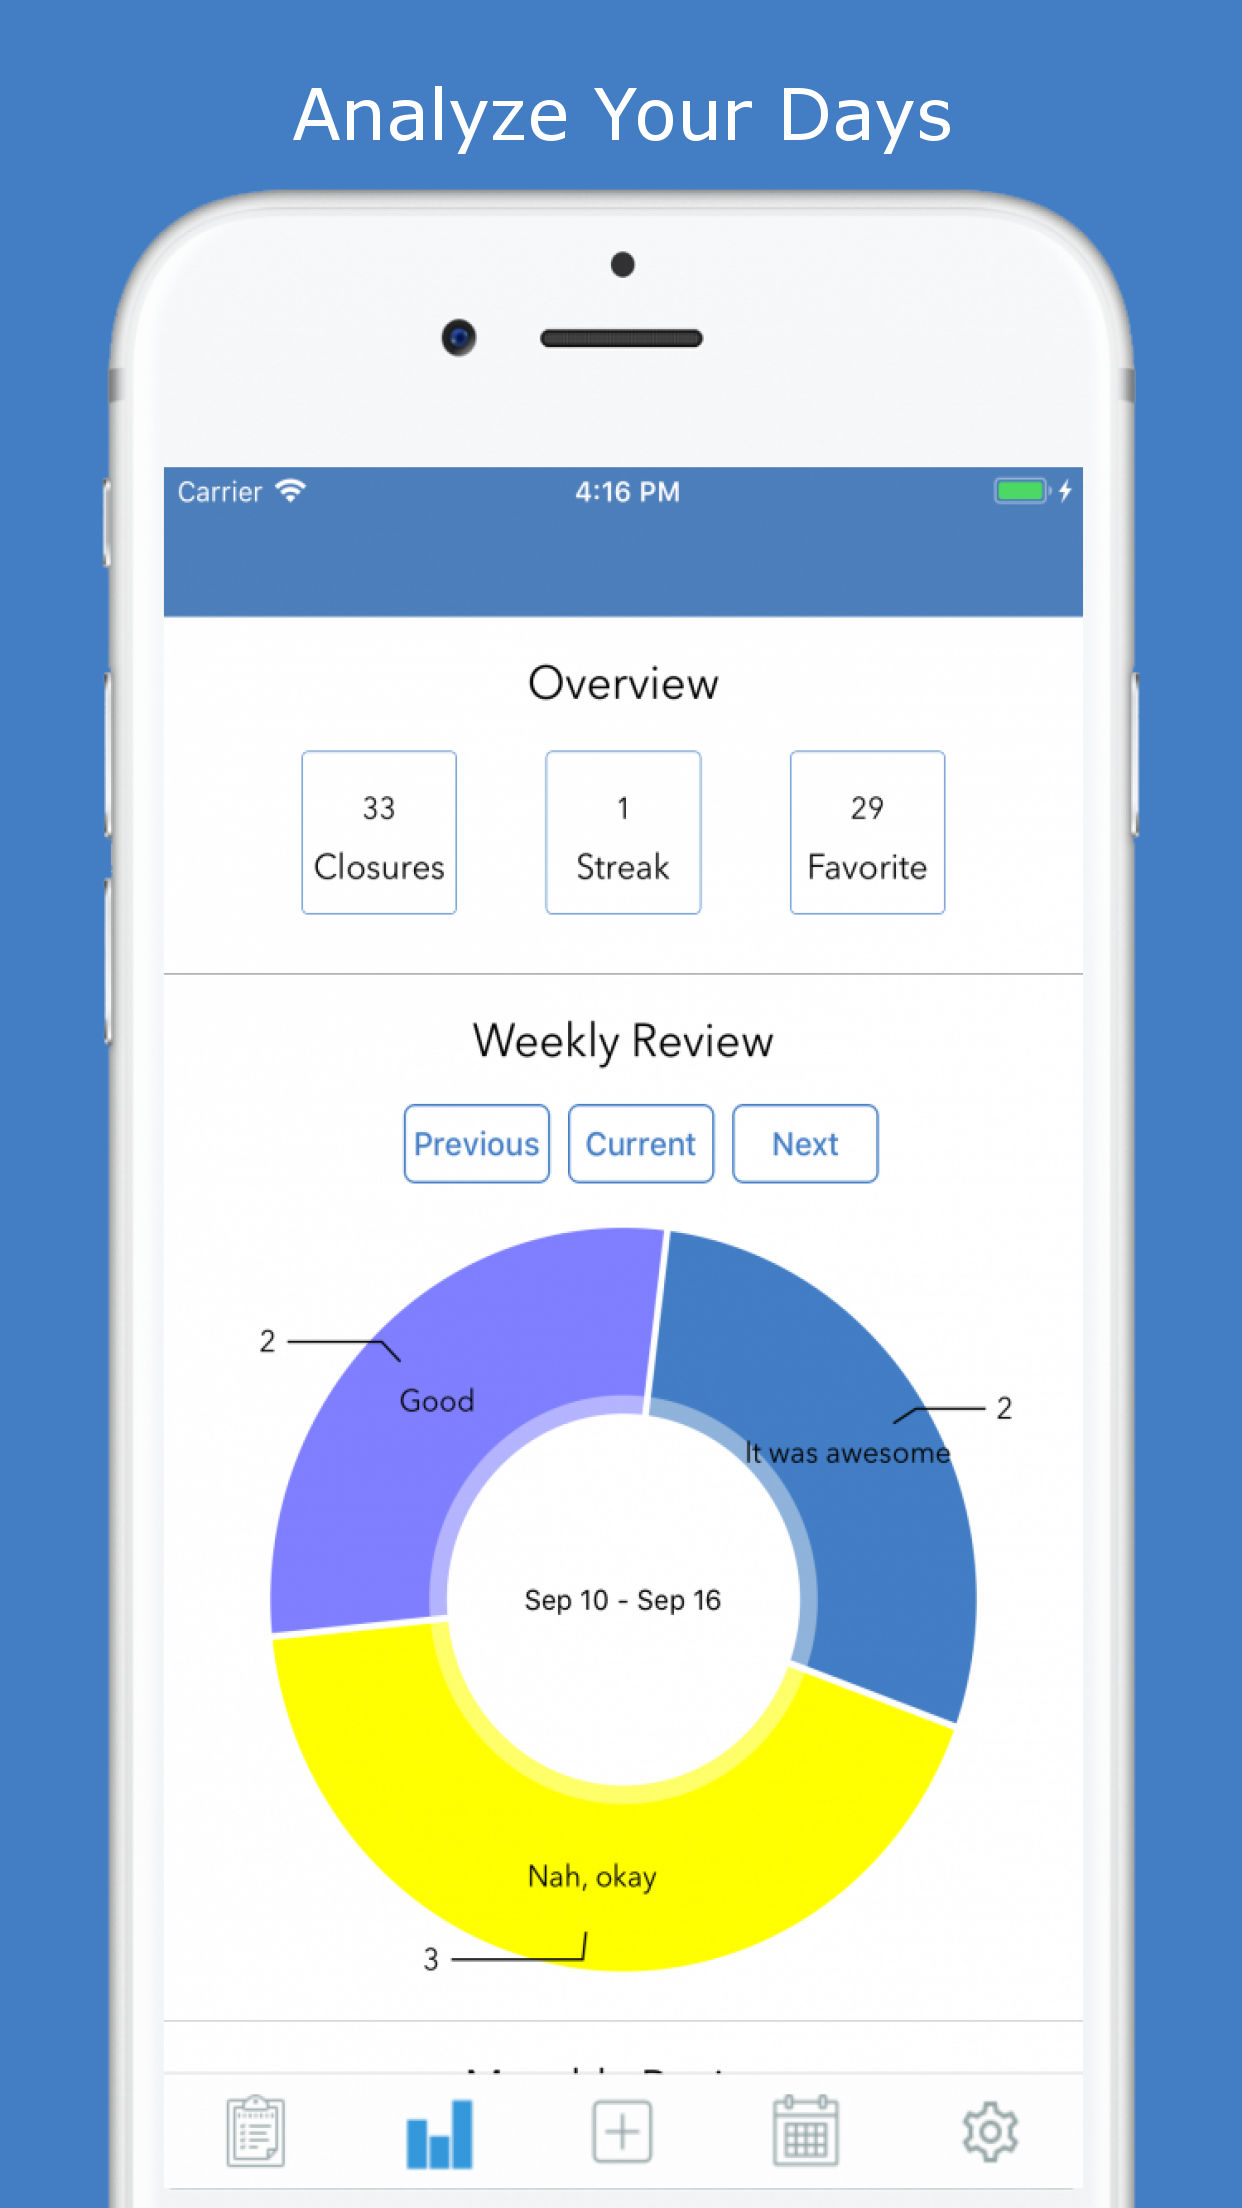 Analyze Your Days
Carrier 4:16 PM
Overview
33 1 29
Closures Streak Favorite
Weekly Review
Previous Current Next
2
Good
2
It was awesome
Sep 10 - Sep 16
Nah, okay
3